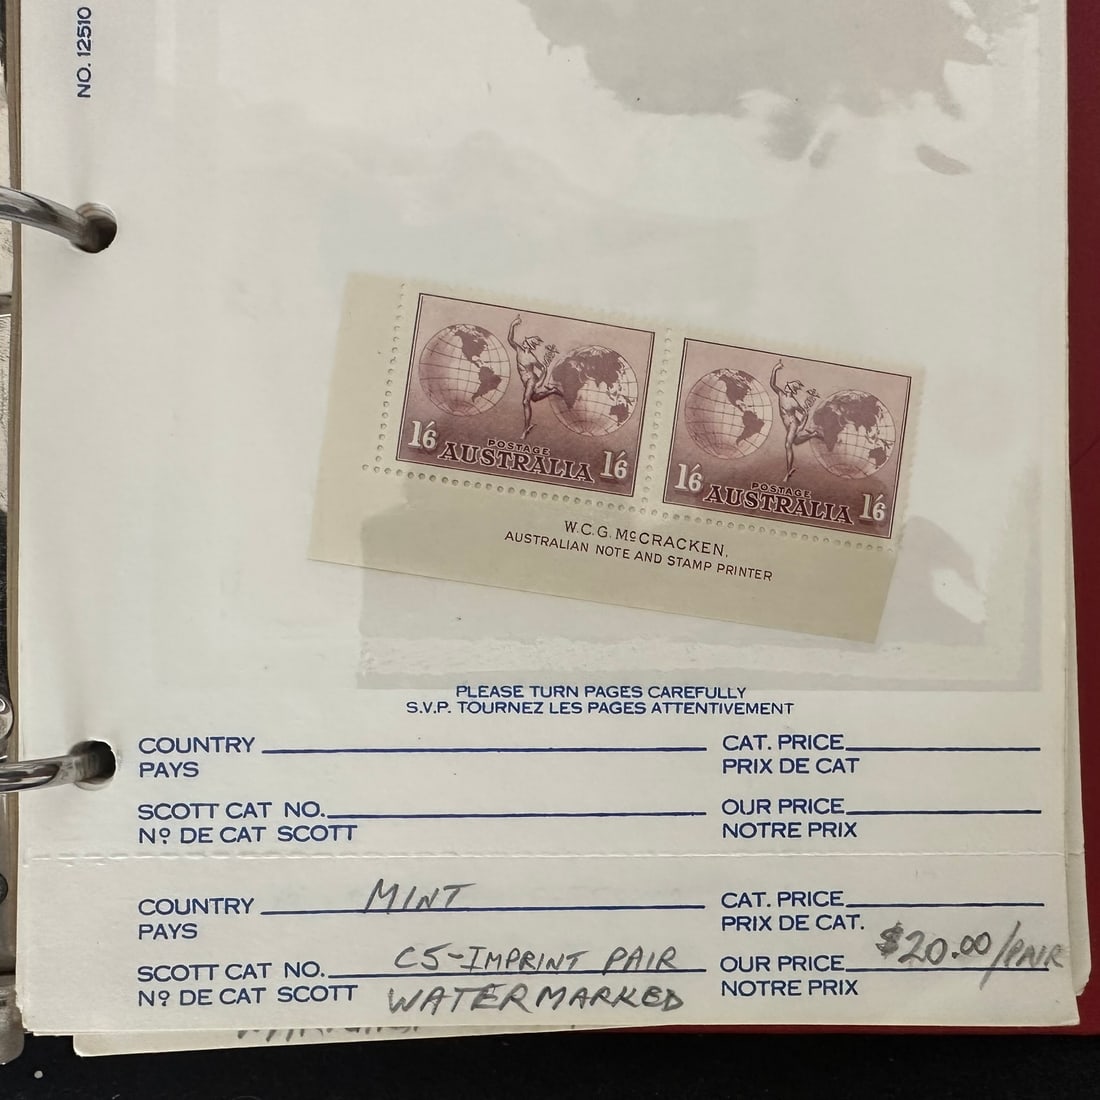 NO. 12510
1/6 POSTAGE AUSTRALIA 1/6
1/6 POSTAGE AUSTRALIA 1/6
W.C.G. McCRACKEN,
AUSTRALIAN NOTE AND STAMP PRINTER
PLEASE TURN PAGES CAREFULLY
S.V.P. TOURNEZ LES PAGES ATTENTIVEMENT
COUNTRY CAT. PRICE
PAYS PRIX DE CAT
SCOTT CAT NO. OUR PRICE
Nº DE CAT SCOTT NOTRE PRIX
COUNTRY MINT CAT. PRICE
PAYS PRIX DE CAT.
SCOTT CAT NO. C5-IMPRINT PAIR OUR PRICE $20.00/PAIR
Nº DE CAT SCOTT WATERMARKED NOTRE PRIX